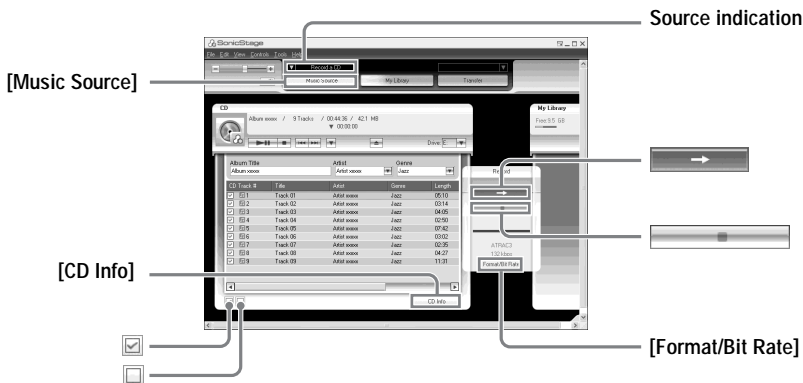 Source indication
SonicStage
File Edit View Controls Tools Help
Record a CD
[Music Source]
Music Source My Library Transfer
CD
My Library
Album xxxxx / 9 Tracks / 00:44:36 / 42.1 MB
00:00:00
Free:9.5 GB
Drive: E
Album Title Artist Genre
Album xxxxx Artist xxxxx Jazz
Record
CD Track # Title Artist Genre Length
1 Track 01 Artist xxxxx Jazz 05:10
2 Track 02 Artist xxxxx Jazz 03:14
3 Track 03 Artist xxxxx Jazz 04:05
4 Track 04 Artist xxxxx Jazz 02:50
5 Track 05 Artist xxxxx Jazz 07:42
6 Track 06 Artist xxxxx Jazz 03:02
7 Track 07 Artist xxxxx Jazz 02:35
8 Track 08 Artist xxxxx Jazz 04:27
9 Track 09 Artist xxxxx Jazz 11:31
ATRAC3
132 kbps
Format/Bit Rate
[CD Info]
CD Info
[Format/Bit Rate]